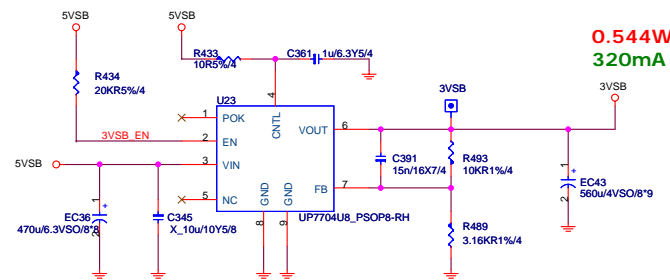 5VSB
5VSB
0.544W
320mA
R433
10R5%/4
C361
1u/6.3Y5/4
R434
20KR5%/4
3VSB
3VSB
U23
4
1
POK
CNTL
VOUT
6
3VSB_EN
2
EN
5VSB
3
VIN
C391
15n/16X7/4
R493
10KR1%/4
1
EC43
560u/4VSO/8*9
2
5
NC
FB
7
GND
GND
UP7704U8_PSOP8-RH
8
9
1
EC36
470u/6.3VSO/8*8
2
C345
X_10u/10Y5/8
R489
3.16KR1%/4
+
+